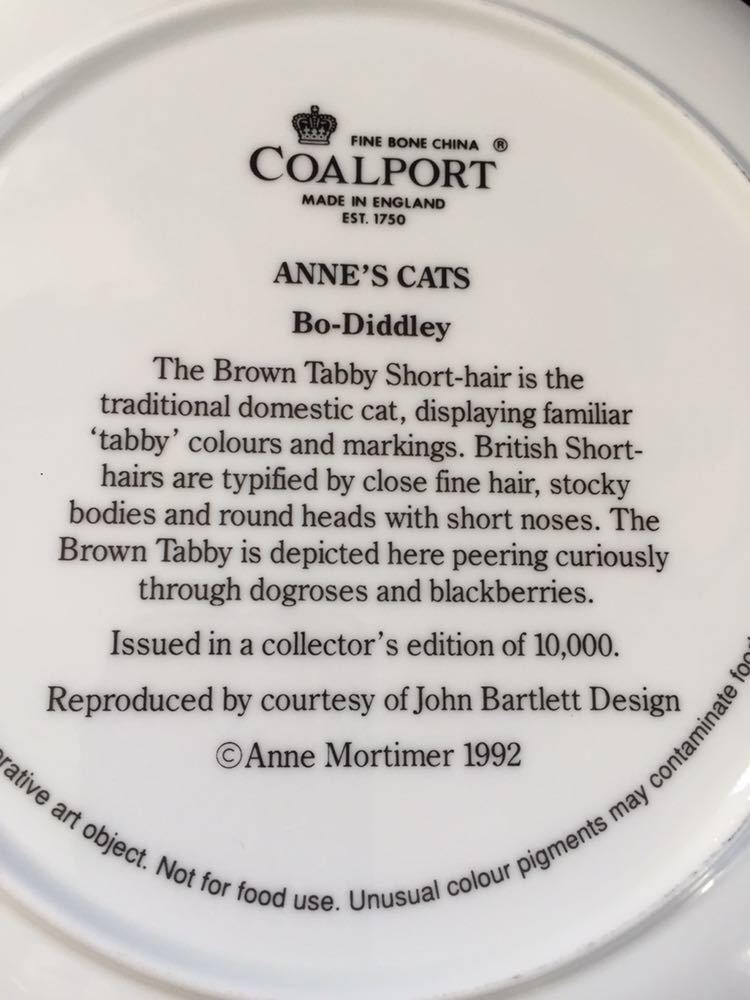 FINE BONE CHINA ®
COALPORT
MADE IN ENGLAND
EST. 1750
ANNE'S CATS
Bo-Diddley
The Brown Tabby Short-hair is the
traditional domestic cat, displaying familiar
‘tabby’ colours and markings. British Short-
hairs are typified by close fine hair, stocky
bodies and round heads with short noses. The
Brown Tabby is depicted here peering curiously
through dogroses and blackberries.
Issued in a collector's edition of 10,000.
Reproduced by courtesy of John Bartlett Design
©Anne Mortimer 1992
art object. Not for food use. Unusual colour pigments may contaminate